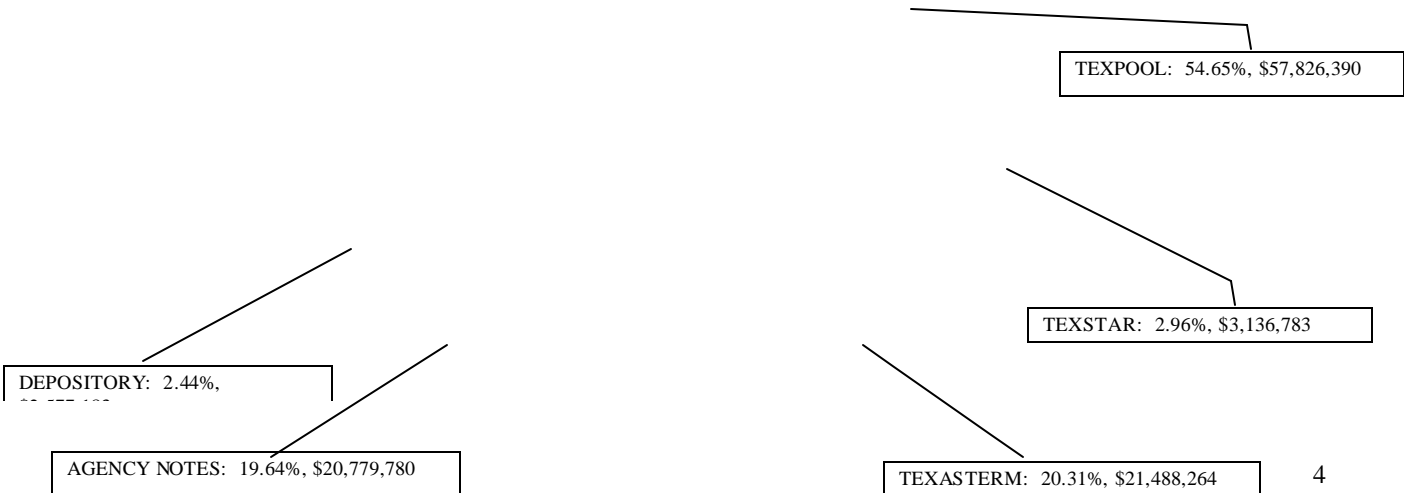 TEXPOOL: 54.65%, $57,826,390
TEXSTAR: 2.96%, $3,136,783
DEPOSITORY: 2.44%,
AGENCY NOTES: 19.64%, $20,779,780
TEXASTERM: 20.31%, $21,488,264
4